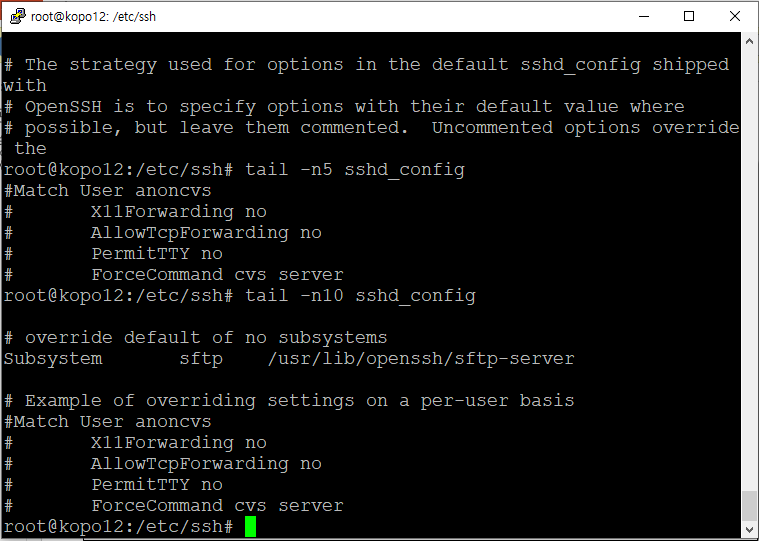 root@kopo12: /etc/ssh
# The strategy used for options in the default sshd_config shipped
with
# OpenSSH is to specify options with their default value where
# possible, but leave them commented.  Uncommented options override
 the
root@kopo12:/etc/ssh# tail -n5 sshd_config
#Match User anoncvs
#       X11Forwarding no
#       AllowTcpForwarding no
#       PermitTTY no
#       ForceCommand cvs server
root@kopo12:/etc/ssh# tail -n10 sshd_config
# override default of no subsystems
Subsystem       sftp    /usr/lib/openssh/sftp-server
# Example of overriding settings on a per-user basis
#Match User anoncvs
#       X11Forwarding no
#       AllowTcpForwarding no
#       PermitTTY no
#       ForceCommand cvs server
root@kopo12:/etc/ssh#